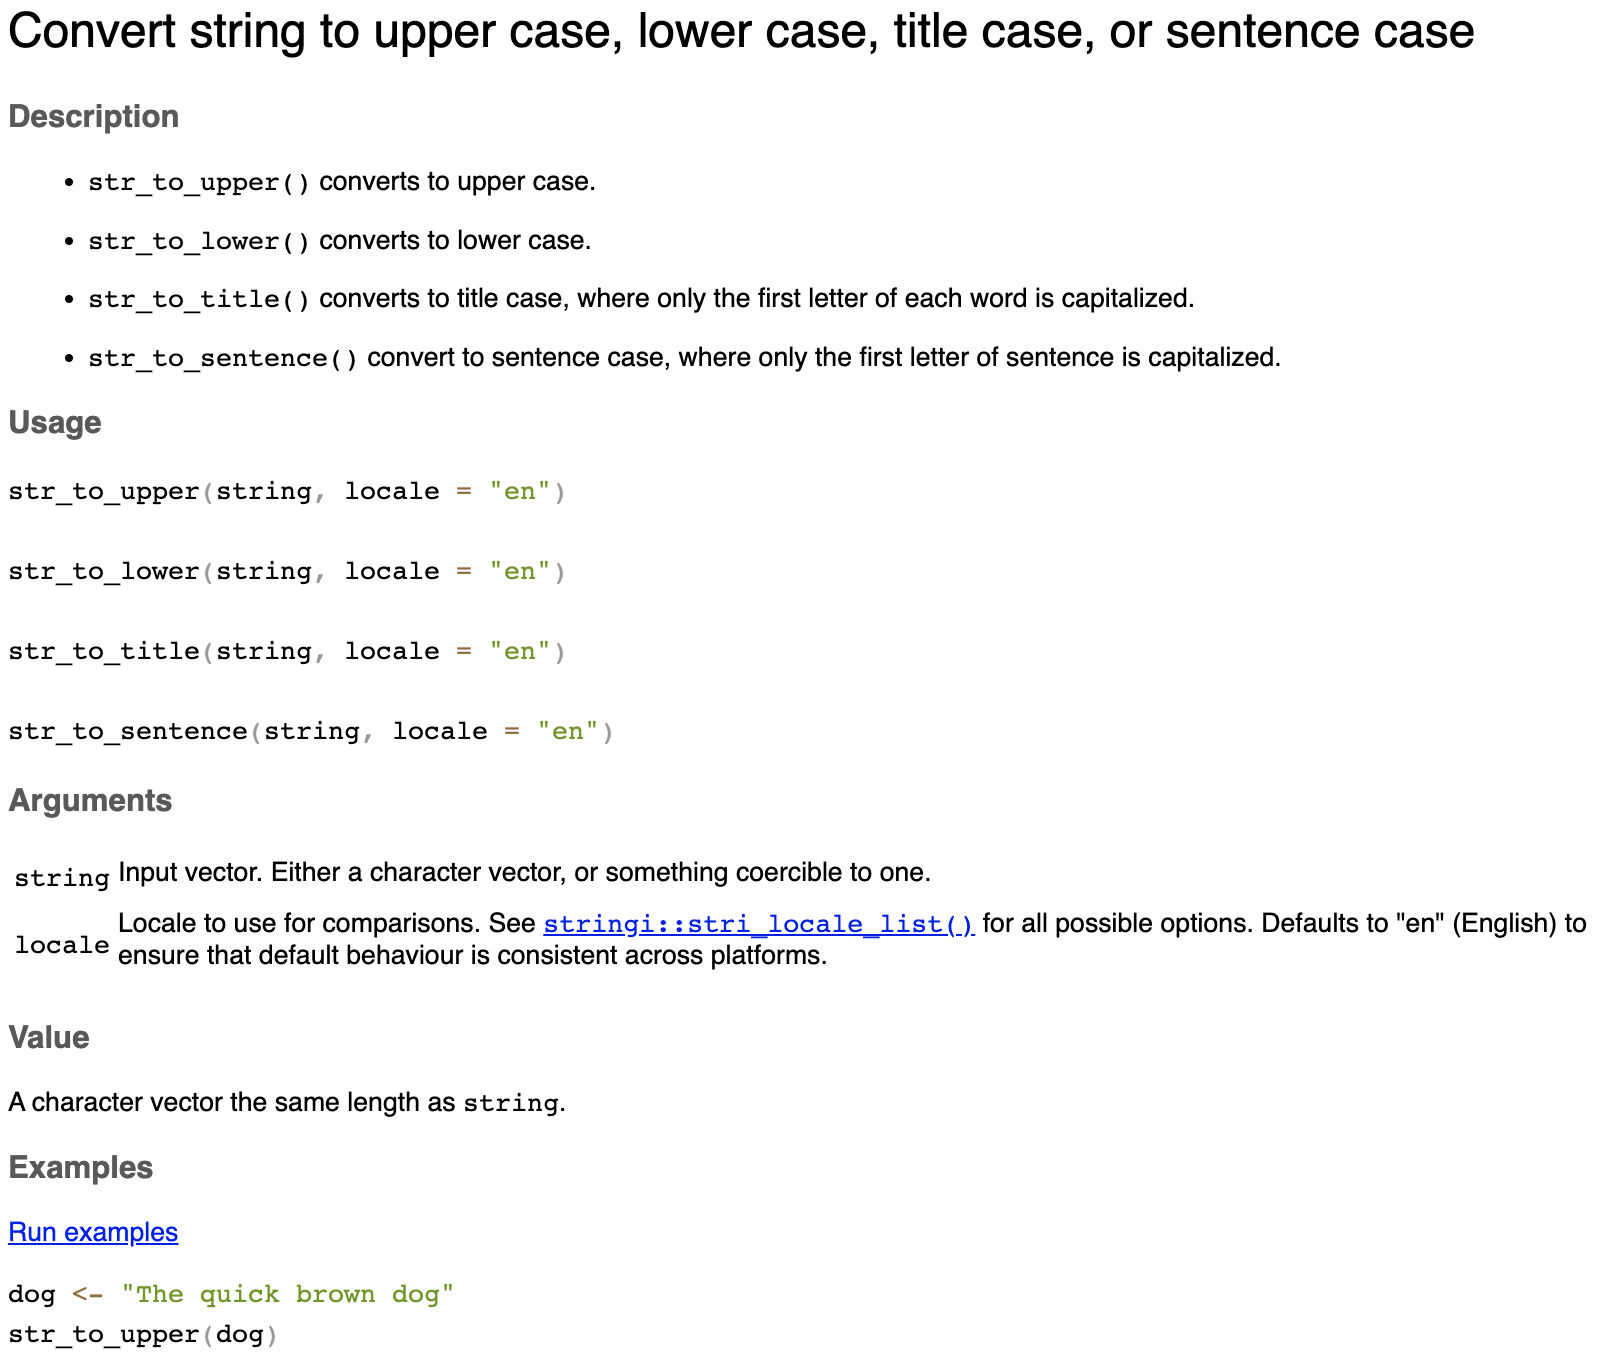 Convert string to upper case, lower case, title case, or sentence case
Description
• str_to_upper() converts to upper case.
• str_to_lower() converts to lower case.
• str_to_title() converts to title case, where only the first letter of each word is capitalized.
• str_to_sentence() convert to sentence case, where only the first letter of sentence is capitalized.
Usage
str_to_upper(string, locale = "en")
str_to_lower(string, locale = "en")
str_to_title(string, locale = "en")
str_to_sentence(string, locale = "en")
Arguments
string Input vector. Either a character vector, or something coercible to one.
locale Locale to use for comparisons. See stringi::stri_locale_list() for all possible options. Defaults to "en" (English) to
ensure that default behaviour is consistent across platforms.
Value
A character vector the same length as string.
Examples
Run examples
dog <- "The quick brown dog"
str_to_upper(dog)